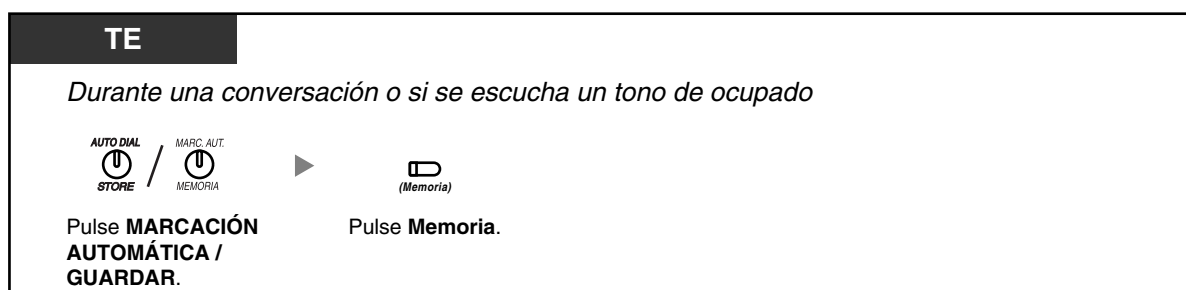 TE
Durante una conversación o si se escucha un tono de ocupado
AUTO DIAL
STORE
/
MARC. AUT.
MEMORIA
(Memoria)
Pulse MARCACIÓN
AUTOMÁTICA /
GUARDAR.
Pulse Memoria.